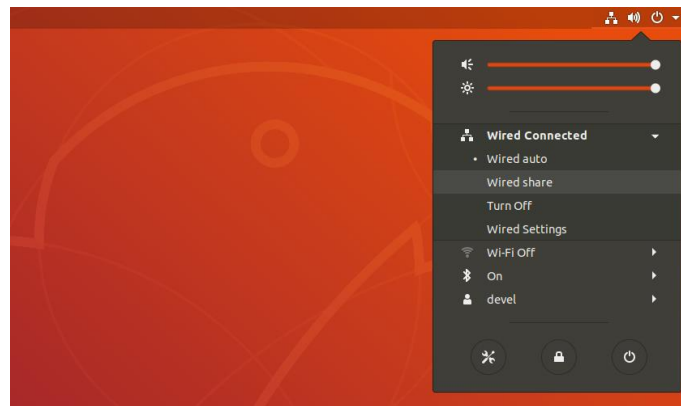 Wired Connected
Wired auto
Wired share
Turn Off
Wired Settings
Wi-Fi Off
On
devel